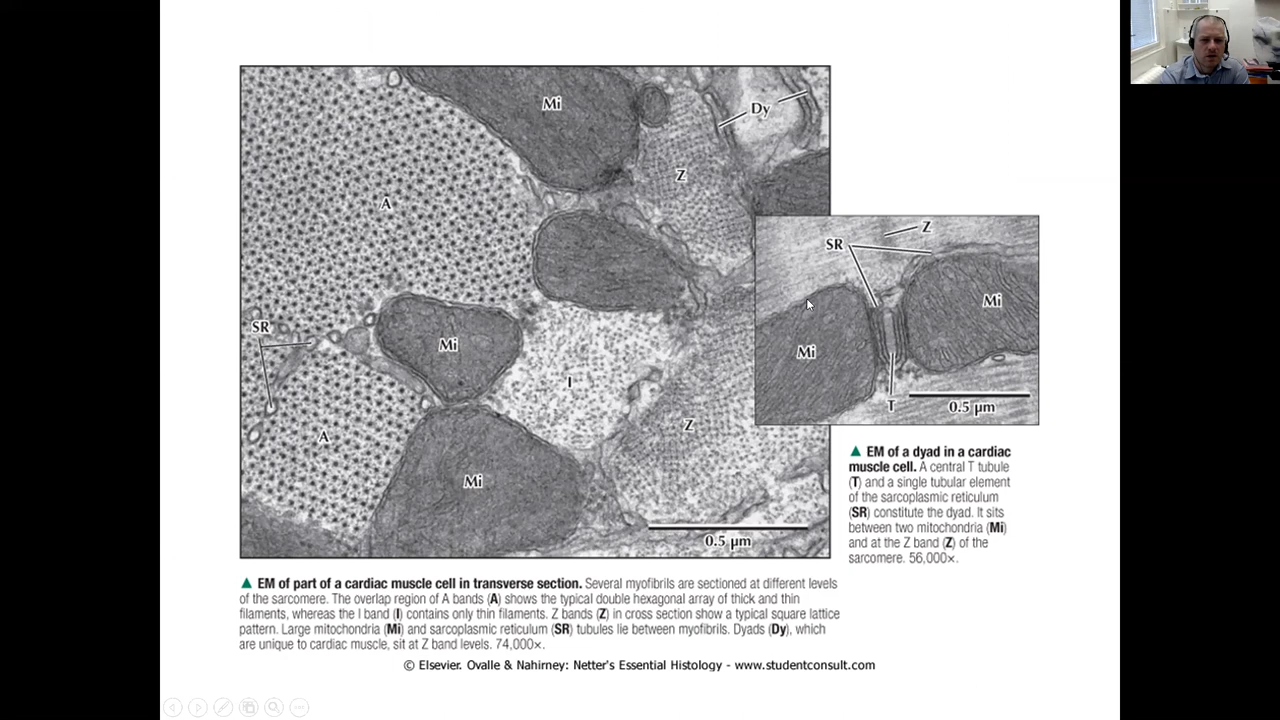 Mi
Dy
Z
A
Z
SR
SR
Mi
Mi
Mi
I
Z
T
0.5 µm
A
Mi
0.5 µm
▲ EM of a dyad in a cardiac
muscle cell. A central T tubule
(T) and a single tubular element
of the sarcoplasmic reticulum
(SR) constitute the dyad. It sits
between two mitochondria (Mi)
and at the Z band (Z) of the
sarcomere. 56,000×.
▲ EM of part of a cardiac muscle cell in transverse section. Several myofibrils are sectioned at different levels
of the sarcomere. The overlap region of A bands (A) shows the typical double hexagonal array of thick and thin
filaments, whereas the I band (I) contains only thin filaments. Z bands (Z) in cross section show a typical square lattice
pattern. Large mitochondria (Mi) and sarcoplasmic reticulum (SR) tubules lie between myofibrils. Dyads (Dy), which
are unique to cardiac muscle, sit at Z band levels. 74,000×.
© Elsevier. Ovalle & Nahirney: Netter's Essential Histology - www.studentconsult.com